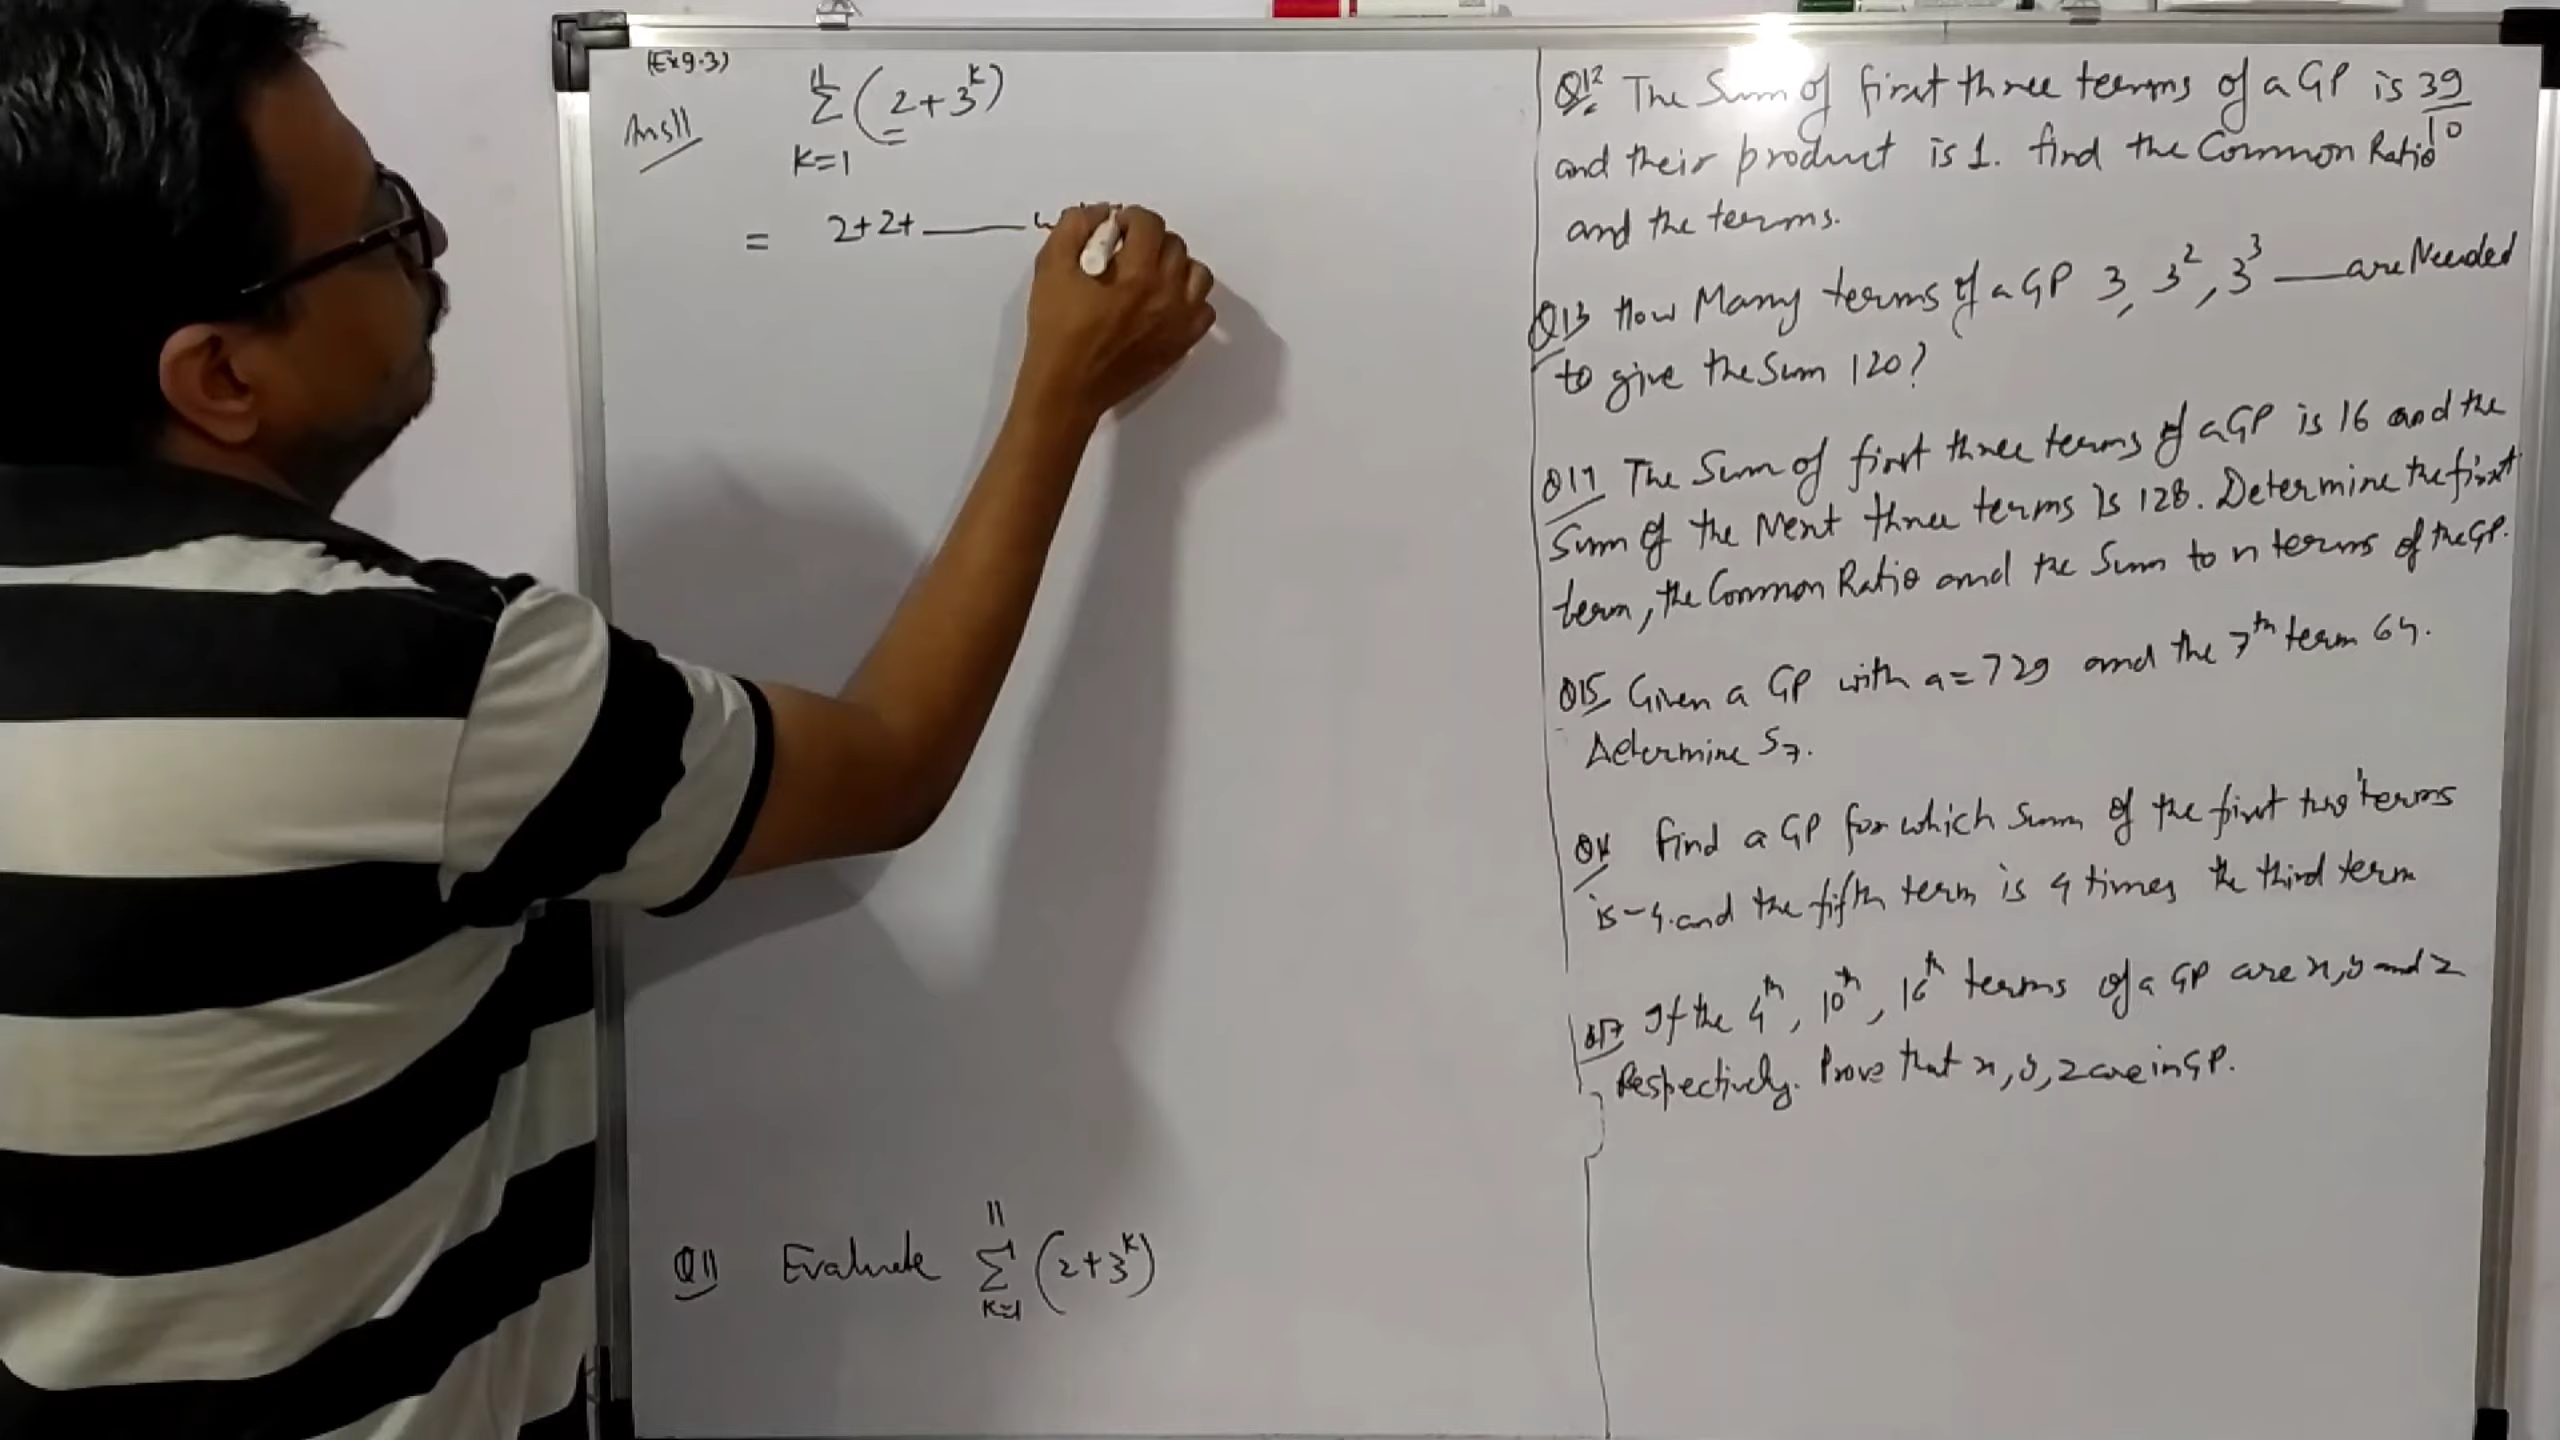 (Ex 9.3)
Ans11
11
Σ (2+3^k)
K=1
= 2+2+ ____
Q11 Evaluate 11
Σ (2+3^k)
k=1
Q12 The Sum of first three terms of a GP is 39/10
and their product is 1. find the Common Ratio
and the terms.
Q13 How Many terms of a GP 3, 3², 3³ ___ are Needed
to give the Sum 120?
Q14 The Sum of first three terms of a GP is 16 and the
Sum of the Next three terms is 128. Determine the first
term, the Common Ratio and the Sum to n terms of the GP.
Q15 Given a GP with a = 729 and the 7th term 64.
Determine S7.
find a GP for which Sum of the first two terms
is -4. and the fifth term is 4 times the third term
Q17 If the 4th, 10th, 16th terms of a GP are x, y and z
Respectively. Prove that x, y, z are in GP.